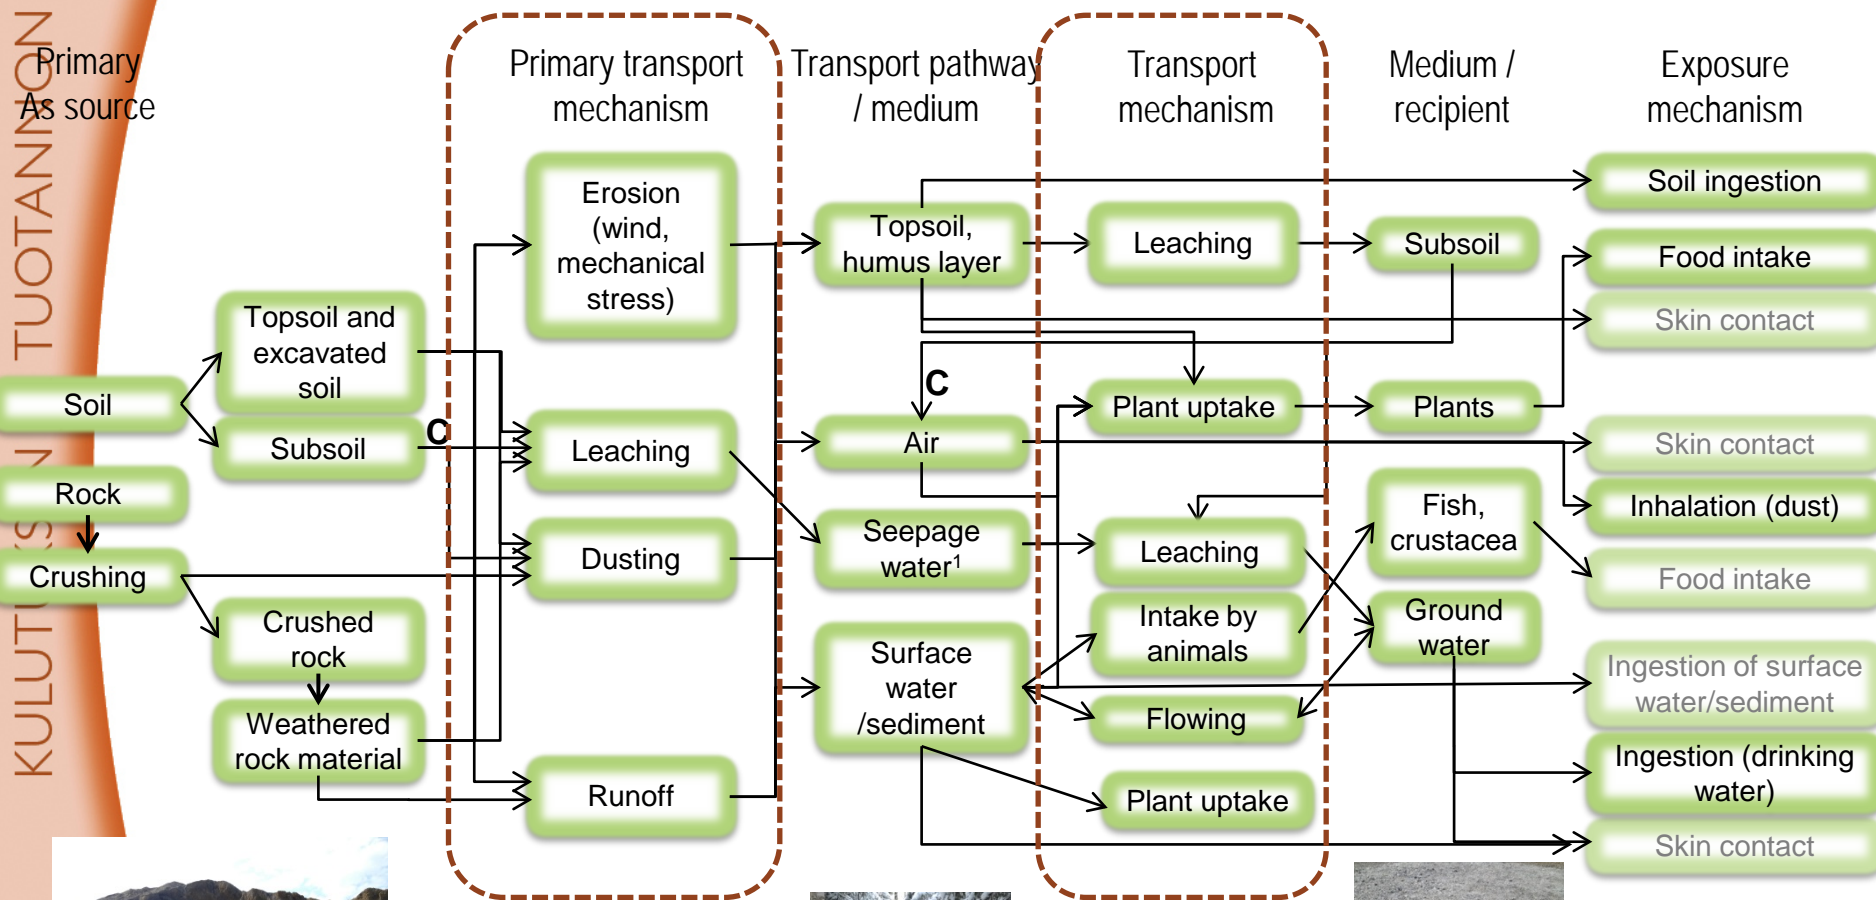 KULUTUKSEN TUOTANNON
Primary
As source
Primary transport
mechanism
Transport pathway
/ medium
Transport
mechanism
Medium /
recipient
Exposure
mechanism
Soil
Rock
Crushing
Topsoil and
excavated
soil
Subsoil
C
Crushed
rock
Weathered
rock material
Erosion
(wind,
mechanical
stress)
Leaching
Dusting
Runoff
Topsoil,
humus layer
C
Air
Seepage
water¹
Surface
water
/sediment
Leaching
Plant uptake
Leaching
Intake by
animals
Flowing
Plant uptake
Subsoil
Plants
Fish,
crustacea
Ground
water
Soil ingestion
Food intake
Skin contact
Skin contact
Inhalation (dust)
Food intake
Ingestion of surface
water/sediment
Ingestion (drinking
water)
Skin contact